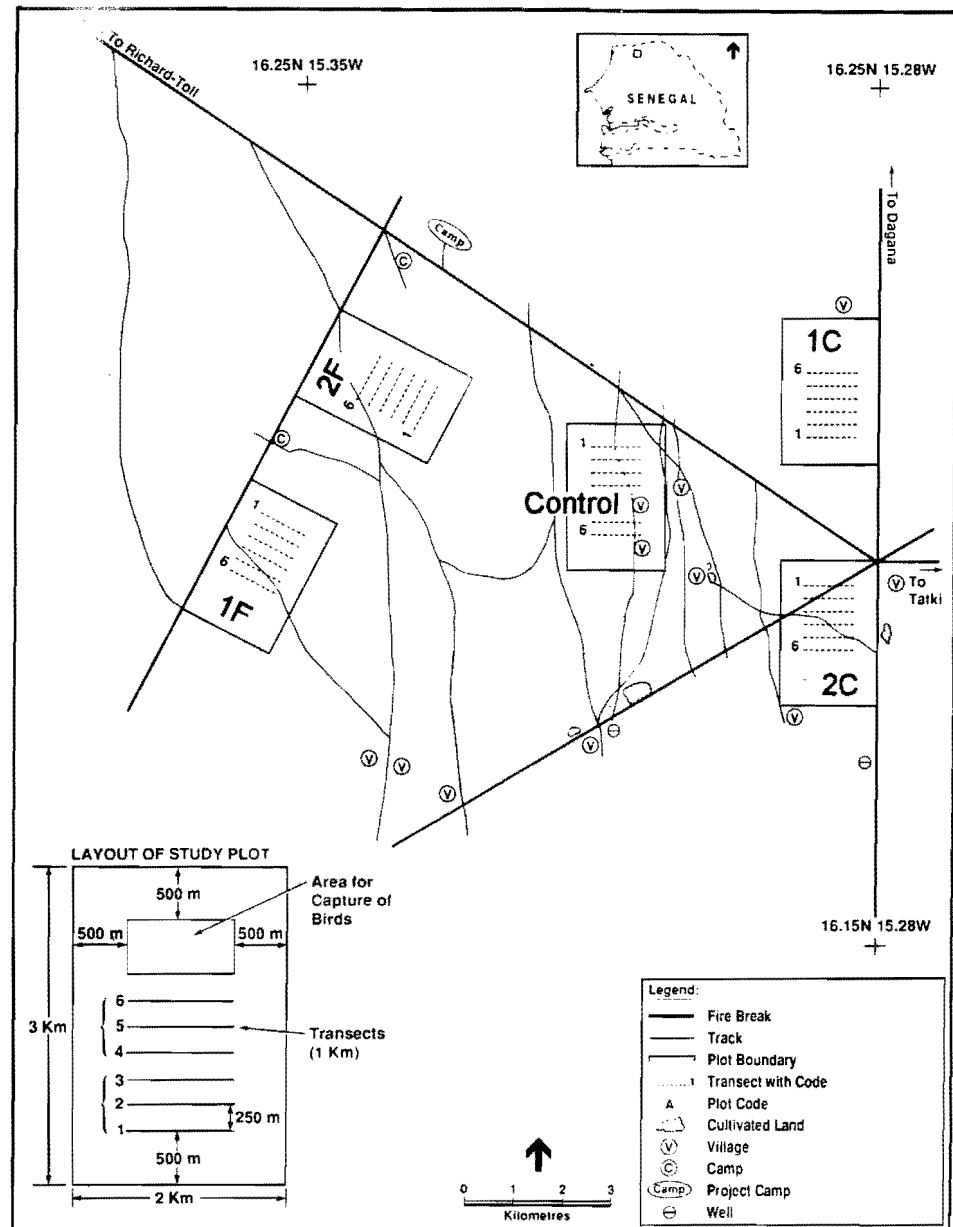 To Richard-Toll
16.25N 15.35W
16.25N 15.28W
SENEGAL
To Dagana
Camp
C
V
1C
6
1
2F
6
1
C
1
Control
V
V
6
V
1
6
1F
V
1
V
To
Tatki
6
2C
V
V
V
V
V
LAYOUT OF STUDY PLOT
500 m
Area for
Capture of
Birds
500 m
500 m
16.15N 15.28W
3 Km
6
5
4
3
2
1
Transects
(1 Km)
250 m
500 m
2 Km
0 1 2 3
Kilometres
Legend:
Fire Break
Track
Plot Boundary
1 Transect with Code
A Plot Code
Cultivated Land
V Village
C Camp
Camp Project Camp
Well